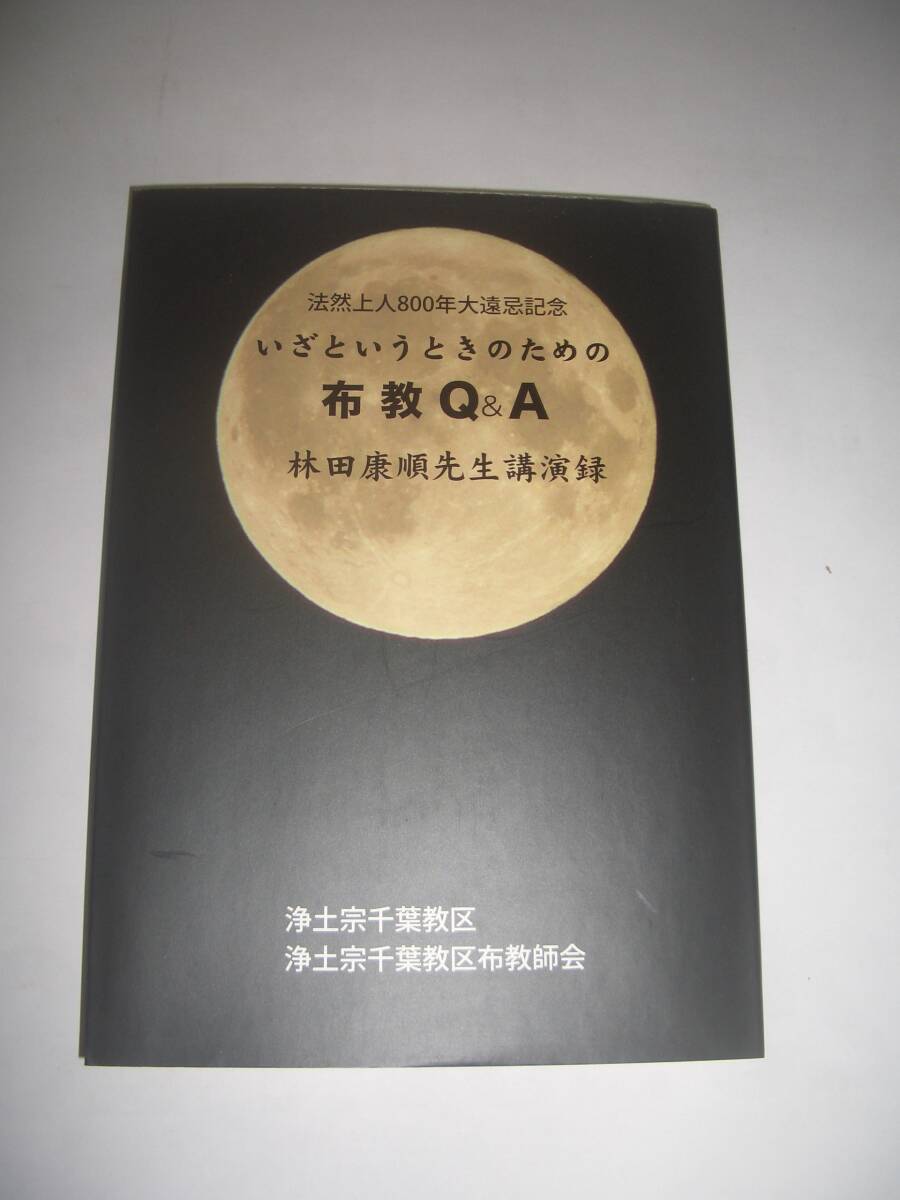 法然上人800年大遠忌記念
いざというときのための
布教Q&A
林田康順先生講演録
浄土宗千葉教区
浄土宗千葉教区布教師会